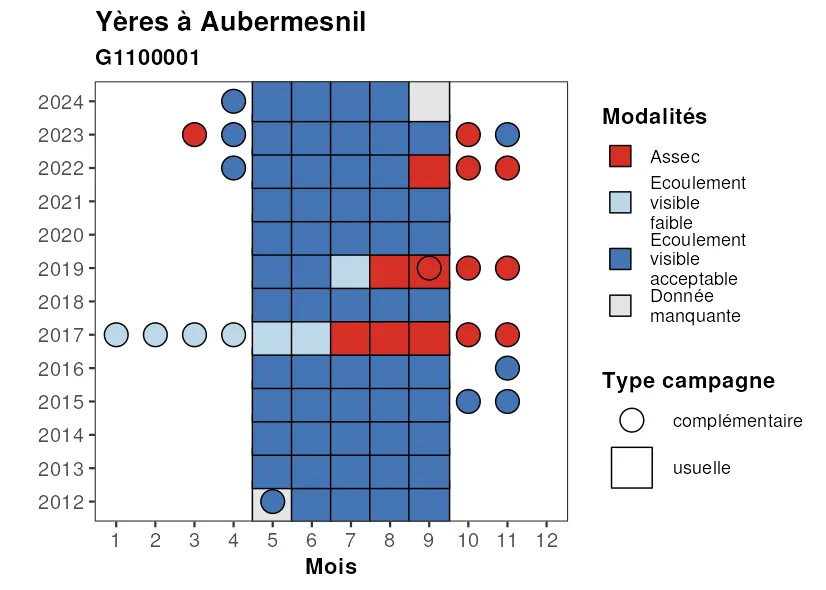 Yères à Aubermesnil
G1100001
2024
2023
2022
2021
2020
2019
2018
2017
2016
2015
2014
2013
2012
1 2 3 4 5 6 7 8 9 10 11 12
Mois
Modalités
Assec
Ecoulement
visible
faible
Ecoulement
visible
acceptable
Donnée
manquante
Type campagne
complémentaire
usuelle